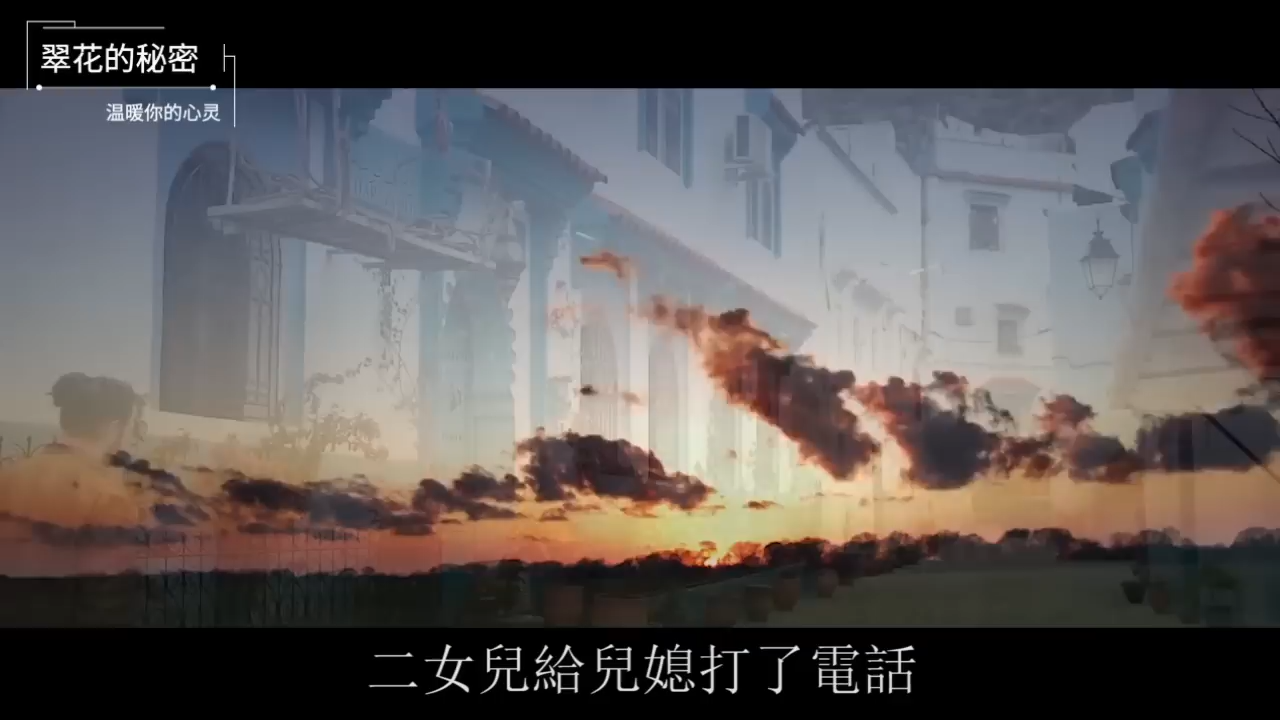 翠花的秘密
温暖你的心灵
二女兒給兒媳打了電話